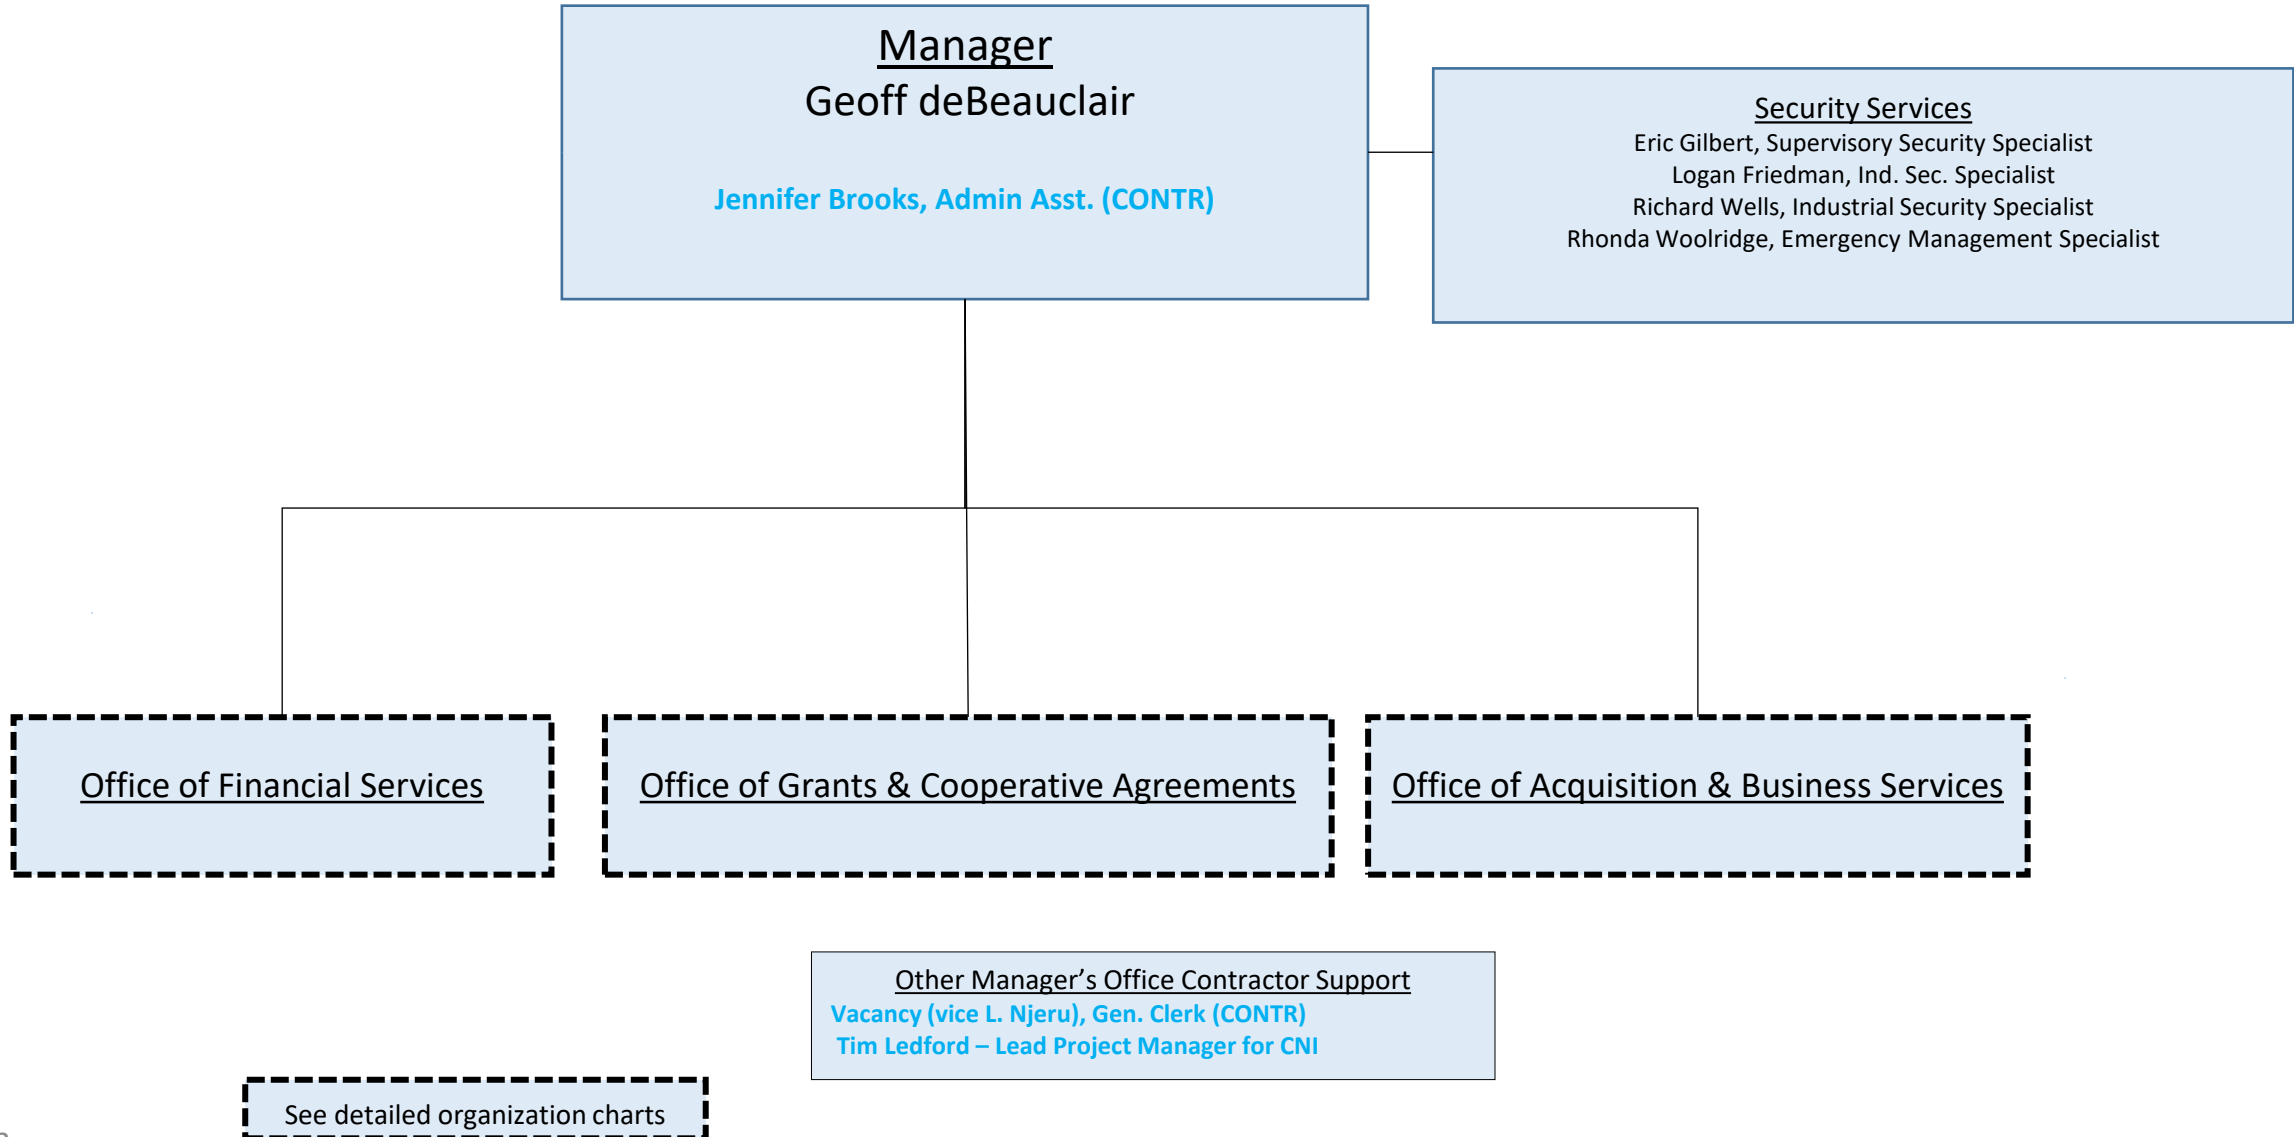 Manager
Geoff deBeauclair
Jennifer Brooks, Admin Asst. (CONTR)
Security Services
Eric Gilbert, Supervisory Security Specialist
Logan Friedman, Ind. Sec. Specialist
Richard Wells, Industrial Security Specialist
Rhonda Woolridge, Emergency Management Specialist
Office of Financial Services
Office of Grants & Cooperative Agreements
Office of Acquisition & Business Services
Other Manager’s Office Contractor Support
Vacancy (vice L. Njeru), Gen. Clerk (CONTR)
Tim Ledford – Lead Project Manager for CNI
See detailed organization charts